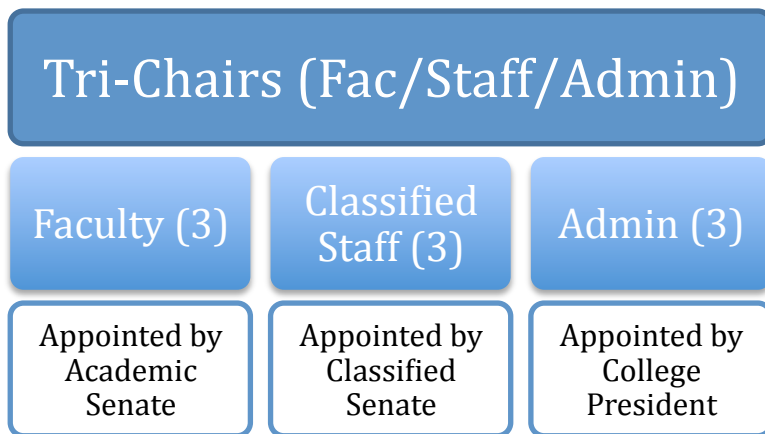 Tri-Chairs (Fac/Staff/Admin)
Faculty (3)
Classified
Staff (3)
Admin (3)
Appointed by
Academic
Senate
Appointed by
Classified
Senate
Appointed by
College
President